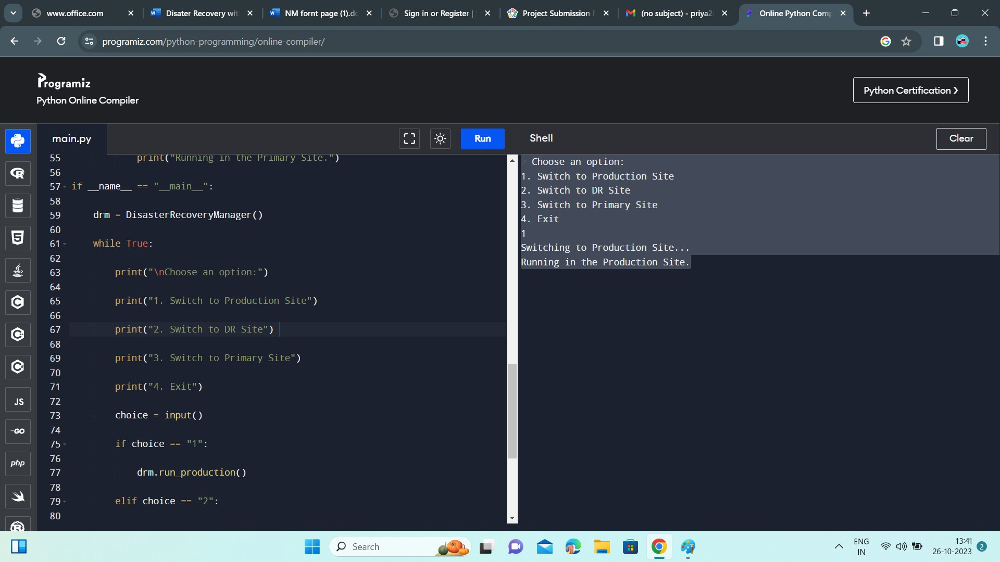 www.office.com
Disater Recovery wit
NM fornt page (1).dc
Sign in or Register |
Project Submission F
(no subject) - priya2
Online Python Comp
programiz.com/python-programming/online-compiler/
Programiz
Python Online Compiler
Python Certification
main.py
Run
Shell
Clear
55 print("Running in the Primary Site.")
56
57 if __name__ == "__main__":
58
59 drm = DisasterRecoveryManager()
60
61 while True:
62
63 print("\nChoose an option:")
64
65 print("1. Switch to Production Site")
66
67 print("2. Switch to DR Site")
68
69 print("3. Switch to Primary Site")
70
71 print("4. Exit")
72
73 choice = input()
74
75 if choice == "1":
76
77 drm.run_production()
78
79 elif choice == "2":
80
> Choose an option:
1. Switch to Production Site
2. Switch to DR Site
3. Switch to Primary Site
4. Exit
1
Switching to Production Site...
Running in the Production Site.
R
5
C
C
C
JS
GO
php
R
Search
ENG
IN
13:41
26-10-2023
2